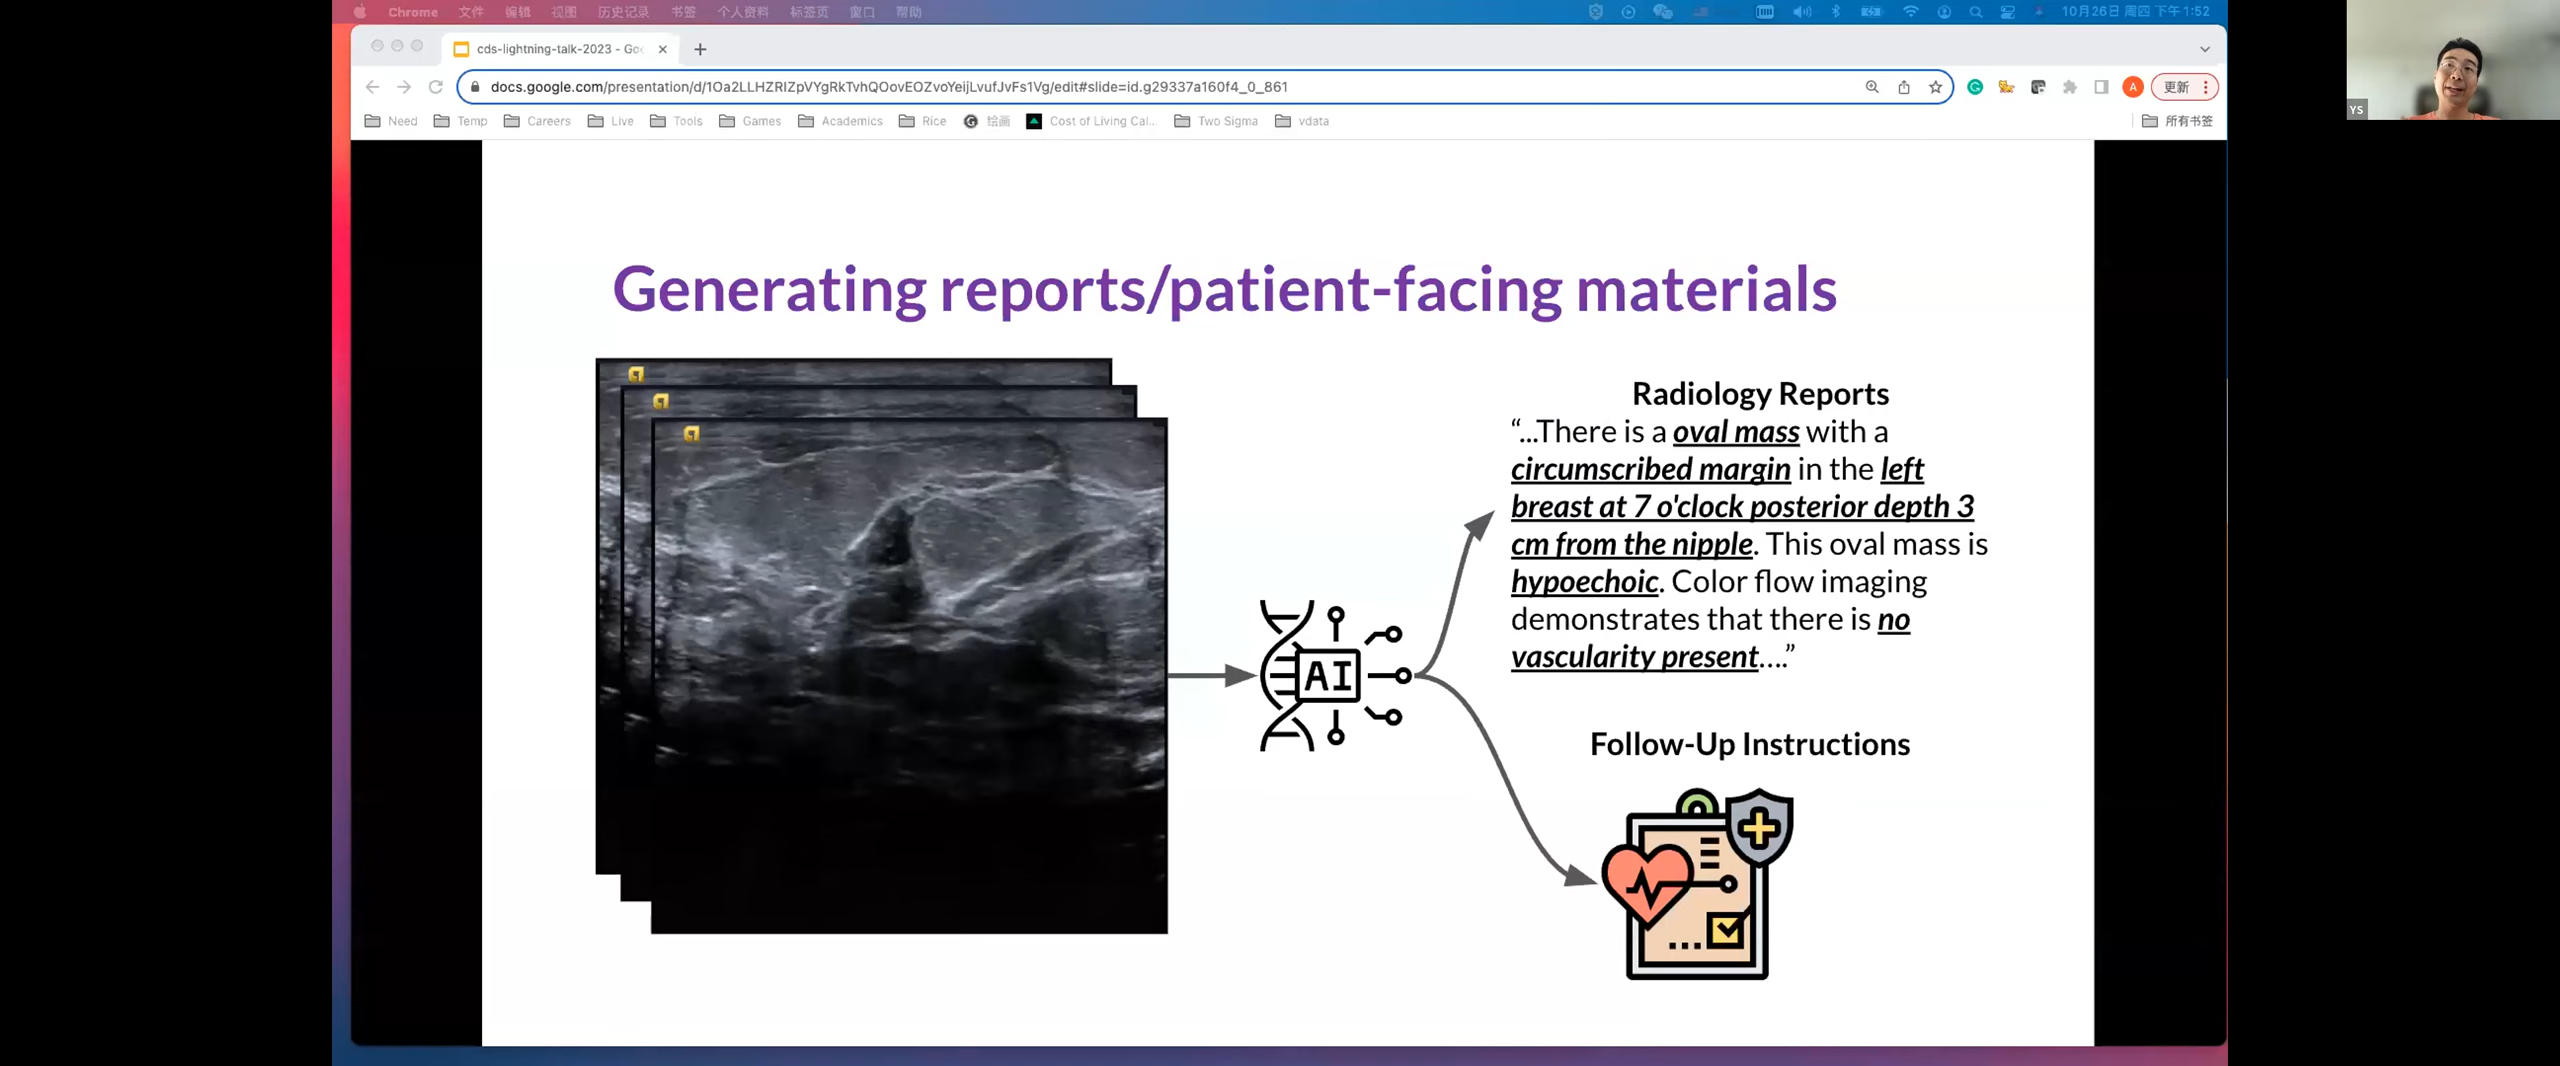 Chrome 文件 编辑 视图 历史记录 书签 个人资料 标签页 窗口 帮助
10月26日 周四 下午1:52
cds-lightning-talk-2023 - Goo
docs.google.com/presentation/d/1Oa2LLHZRIZpVYgRkTvhQOovEOZvoYeijLvufJvFs1Vg/edit#slide=id.g29337a160f4_0_861
A
更新
Need Temp Careers Live Tools Games Academics Rice 绘画 Cost of Living Cal... Two Sigma vdata
所有书签
YS
Generating reports/patient-facing materials
Radiology Reports
“...There is a oval mass with a
circumscribed margin in the left
breast at 7 o'clock posterior depth 3
cm from the nipple. This oval mass is
hypoechoic. Color flow imaging
demonstrates that there is no
vascularity present....”
AI
Follow-Up Instructions